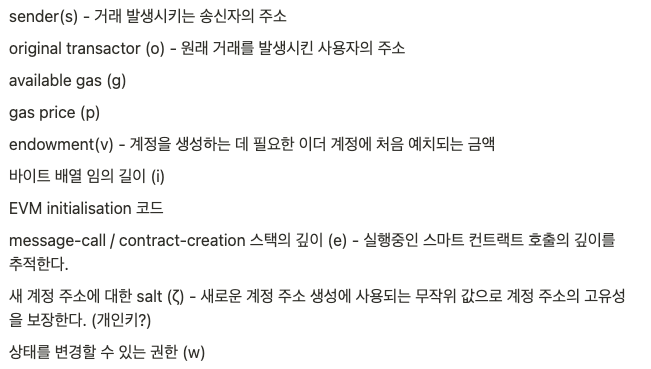 sender(s) - 거래 발생시키는 송신자의 주소
original transactor (o) - 원래 거래를 발생시킨 사용자의 주소
available gas (g)
gas price (p)
endowment(v) - 계정을 생성하는 데 필요한 이더 계정에 처음 예치되는 금액
바이트 배열 임의 길이 (i)
EVM initialisation 코드
message-call / contract-creation 스택의 깊이 (e) - 실행중인 스마트 컨트랙트 호출의 깊이를
추적한다.
새 계정 주소에 대한 salt (ζ) - 새로운 계정 주소 생성에 사용되는 무작위 값으로 계정 주소의 고유성
을 보장한다. (개인키?)
상태를 변경할 수 있는 권한 (w)